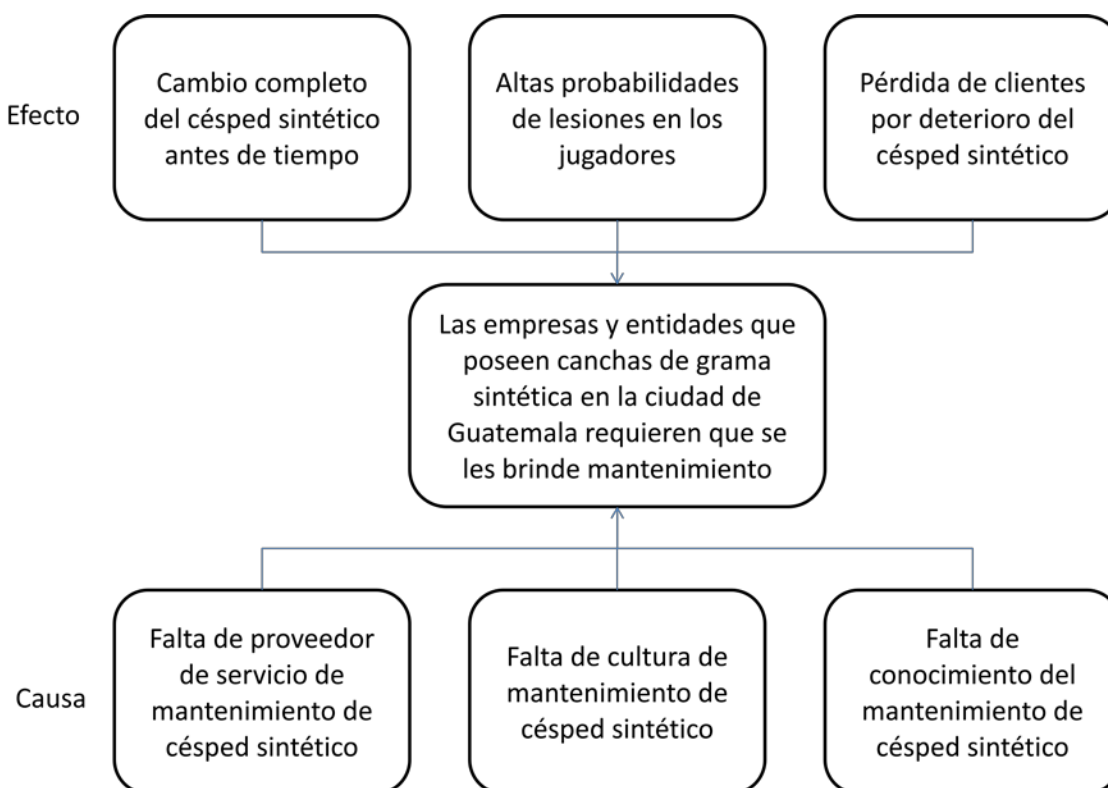 Efecto
Cambio completo
del césped sintético
antes de tiempo
Altas probabilidades
de lesiones en los
jugadores
Pérdida de clientes
por deterioro del
césped sintético
Las empresas y entidades que
poseen canchas de grama
sintética en la ciudad de
Guatemala requieren que se
les brinde mantenimiento
Causa
Falta de proveedor
de servicio de
mantenimiento de
césped sintético
Falta de cultura de
mantenimiento de
césped sintético
Falta de
conocimiento del
mantenimiento de
césped sintético